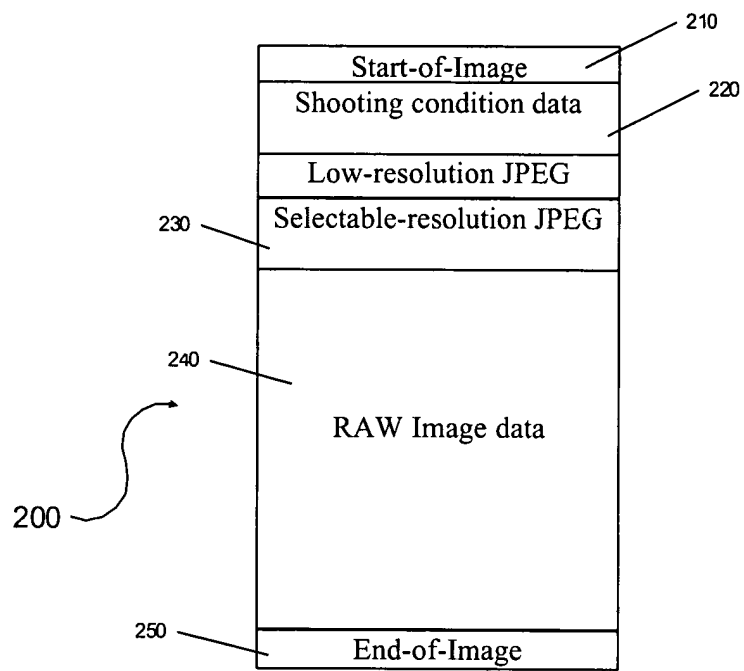 210
Start-of-Image
Shooting condition data
220
Low-resolution JPEG
Selectable-resolution JPEG
230
240
RAW Image data
200
250
End-of-Image